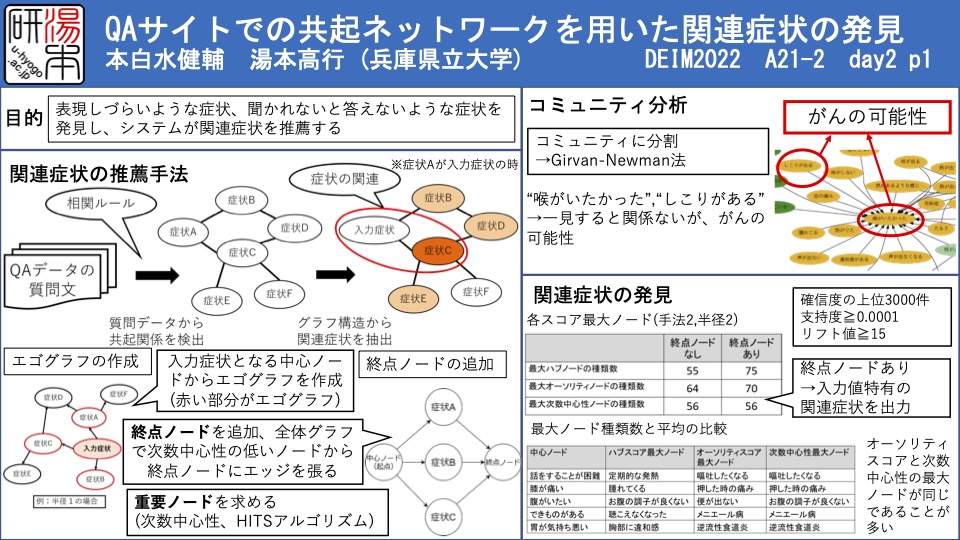 湯本研
u-hyogo.ac.jp
QAサイトでの共起ネットワークを用いた関連症状の発見
本白水健輔　湯本高行（兵庫県立大学）　DEIM2022　A21-2　day2 p1
目的
表現しづらいような症状、聞かれないと答えないような症状を
発見し、システムが関連症状を推薦する
関連症状の推薦手法
※症状Aが入力症状の時
相関ルール
症状の関連
QAデータの
質問文
症状B
症状A
症状D
症状C
症状E
症状F
入力症状
症状B
症状D
症状C
症状E
症状F
質問データから
共起関係を検出
グラフ構造から
関連症状を抽出
エゴグラフの作成
症状D
症状F
症状A
症状C
入力症状
症状E
症状B
例：半径１の場合
入力症状となる中心ノー
ドからエゴグラフを作成
(赤い部分がエゴグラフ)
終点ノードの追加
終点ノードを追加、全体グラフ
で次数中心性の低いノードから
終点ノードにエッジを張る
重要ノードを求める
(次数中心性、HITSアルゴリズム)
症状A
中心ノード
(起点)
症状B
終点ノード
症状C
コミュニティ分析
コミュニティに分割
→Girvan-Newman法
“喉がいたかった”,“しこりがある”
→一見すると関係ないが、がんの
可能性
がんの可能性
しこりがある
喉がいたかった
声が出ない
声が出なくなる
関連症状の発見
各スコア最大ノード(手法2,半径2)
終点ノード
なし
終点ノード
あり
最大ハブノードの種類数 55 75
最大オーソリティノードの種類数 64 70
最大次数中心性ノードの種類数 56 56
確信度の上位3000件
支持度≧0.0001
リフト値≧15
終点ノードあり
→入力値特有の
関連症状を出力
最大ノード種類数と平均の比較
中心ノード ハブスコア最大ノード オーソリティスコア
最大ノード 次数中心性最大ノード
話をすることが困難 定期的な発熱 嘔吐したくなる 嘔吐したくなる
膝が痛い 腫れてくる 押した時の痛み 押した時の痛み
腹がいたい お腹の調子が良くない 便が出ない お腹の調子が良くない
できものがある 聴こえなくなった メニエール病 メニエール病
胃が気持ち悪い 胸部に違和感 逆流性食道炎 逆流性食道炎
オーソリティ
スコアと次数
中心性の最大
ノードが同じ
であることが
多い